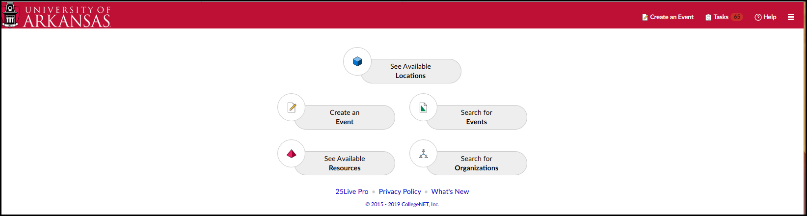 UNIVERSITY OF
ARKANSAS
Create an Event Tasks Help
See Available
Locations
Create an
Event
Search for
Events
See Available
Resources
Search for
Organizations
25Live Pro • Privacy Policy • What's New
© 2015 - 2019 CollegeNET, Inc.